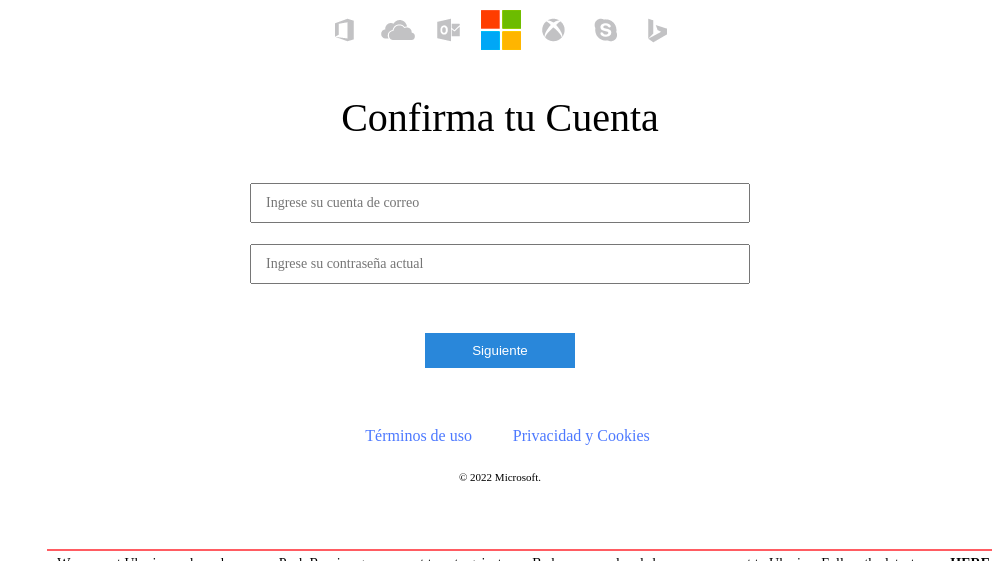 Confirma tu Cuenta
Ingrese su cuenta de correo
Ingrese su contraseña actual
Siguiente
Términos de uso Privacidad y Cookies
© 2022 Microsoft.
HERE